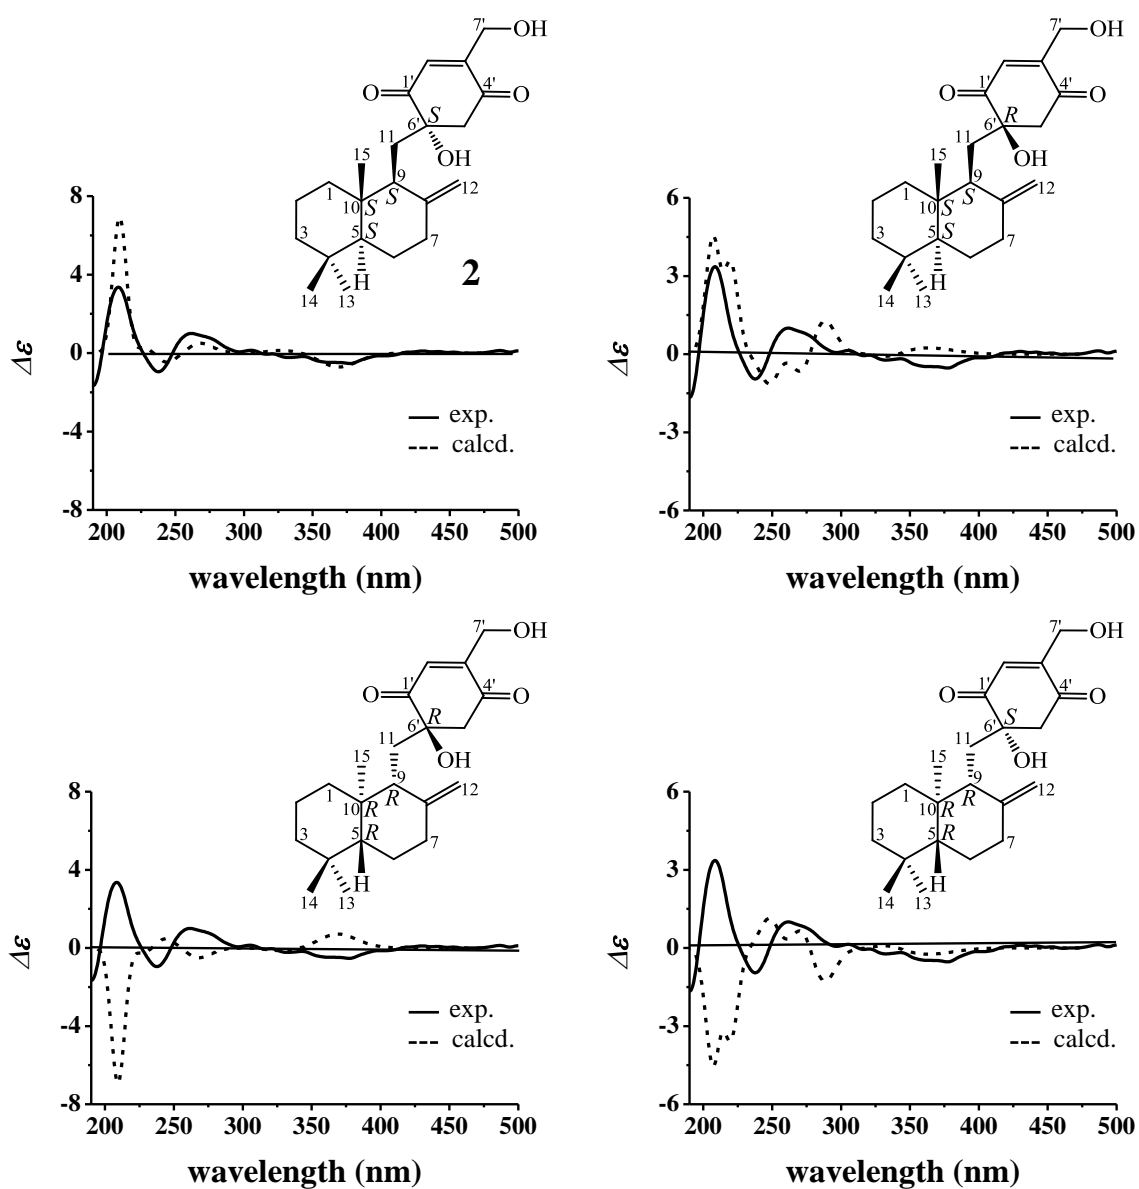 7'
OH
1'
4'
O
O
S
6'
11
OH
15
9
12
1
S
10
S
3
5
S
7
H
14
13
2
8
4
0
-4
-8
Δε
exp.
calcd.
200 250 300 350 400 450 500
wavelength (nm)
7'
OH
1'
4'
O
O
R
6'
11
OH
15
9
12
1
S
10
S
3
5
S
7
H
14
13
6
3
0
-3
-6
Δε
exp.
calcd.
200 250 300 350 400 450 500
wavelength (nm)
7'
OH
1'
4'
O
O
R
6'
11
OH
15
9
12
1
R
10
R
3
5
R
7
H
14
13
8
4
0
-4
-8
Δε
exp.
calcd.
200 250 300 350 400 450 500
wavelength (nm)
7'
OH
1'
4'
O
O
S
6'
11
OH
15
9
12
1
R
10
R
3
5
R
7
H
14
13
6
3
0
-3
-6
Δε
exp.
calcd.
200 250 300 350 400 450 500
wavelength (nm)